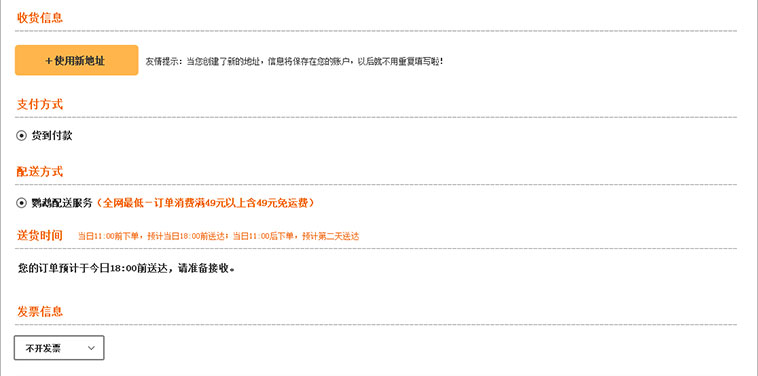 收货信息
＋使用新地址 友情提示：当您创建了新的地址，信息将保存在您的账户，以后就不用重复填写啦！
支付方式
货到付款
配送方式
鹦鹉配送服务（全网最低－订单消费满49元以上含49元免运费）
送货时间 当日11:00前下单，预计当日18:00前送达；当日11:00后下单，预计第二天送达
您的订单预计于今日18:00前送达，请准备接收。
发票信息
不开发票